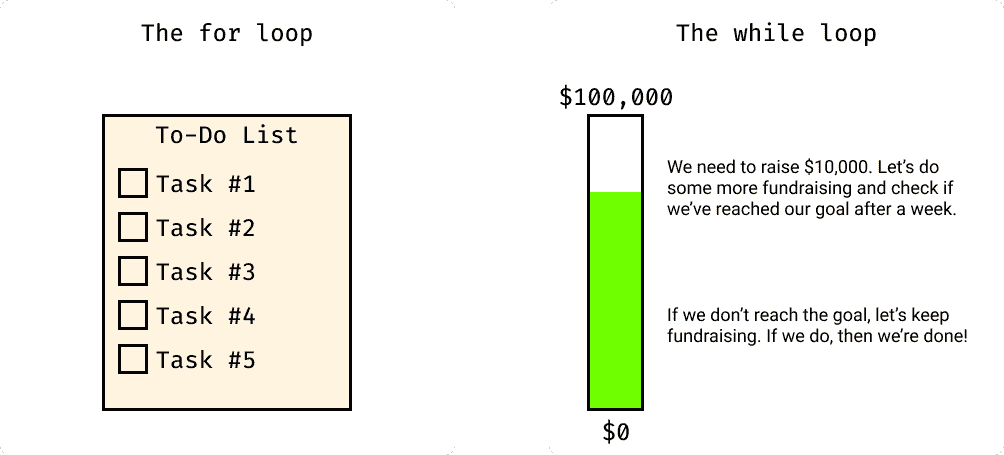 The for loop
To-Do List
Task #1
Task #2
Task #3
Task #4
Task #5
The while loop
$100,000
We need to raise $10,000. Let's do
some more fundraising and check if
we've reached our goal after a week.
If we don't reach the goal, let's keep
fundraising. If we do, then we're done!
$0